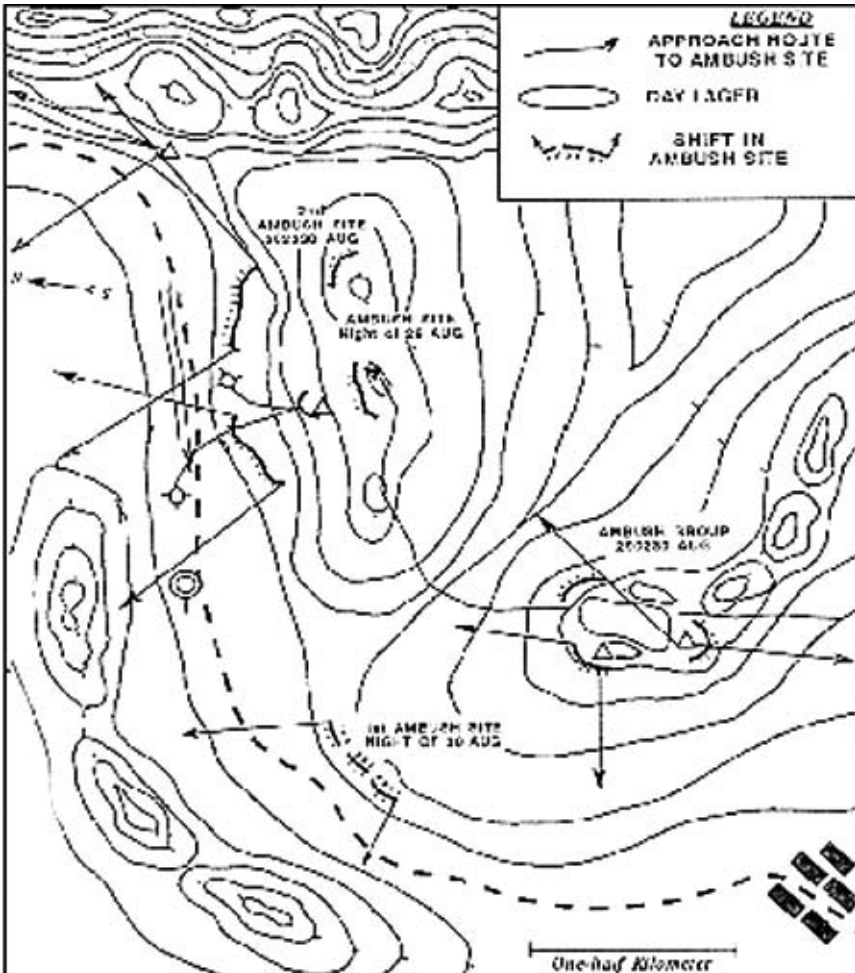 LEGEND
APPROACH ROUTE
TO AMBUSH SITE
DAY LAGER
SHIFT IN
AMBUSH SITE
2nd
AMBUSH SITE
AUG
N
S
AMBUSH SITE
Night of AUG
AMBUSH GROUP
AUG
1st AMBUSH SITE
NIGHT OF 30 AUG
One-half Kilometer